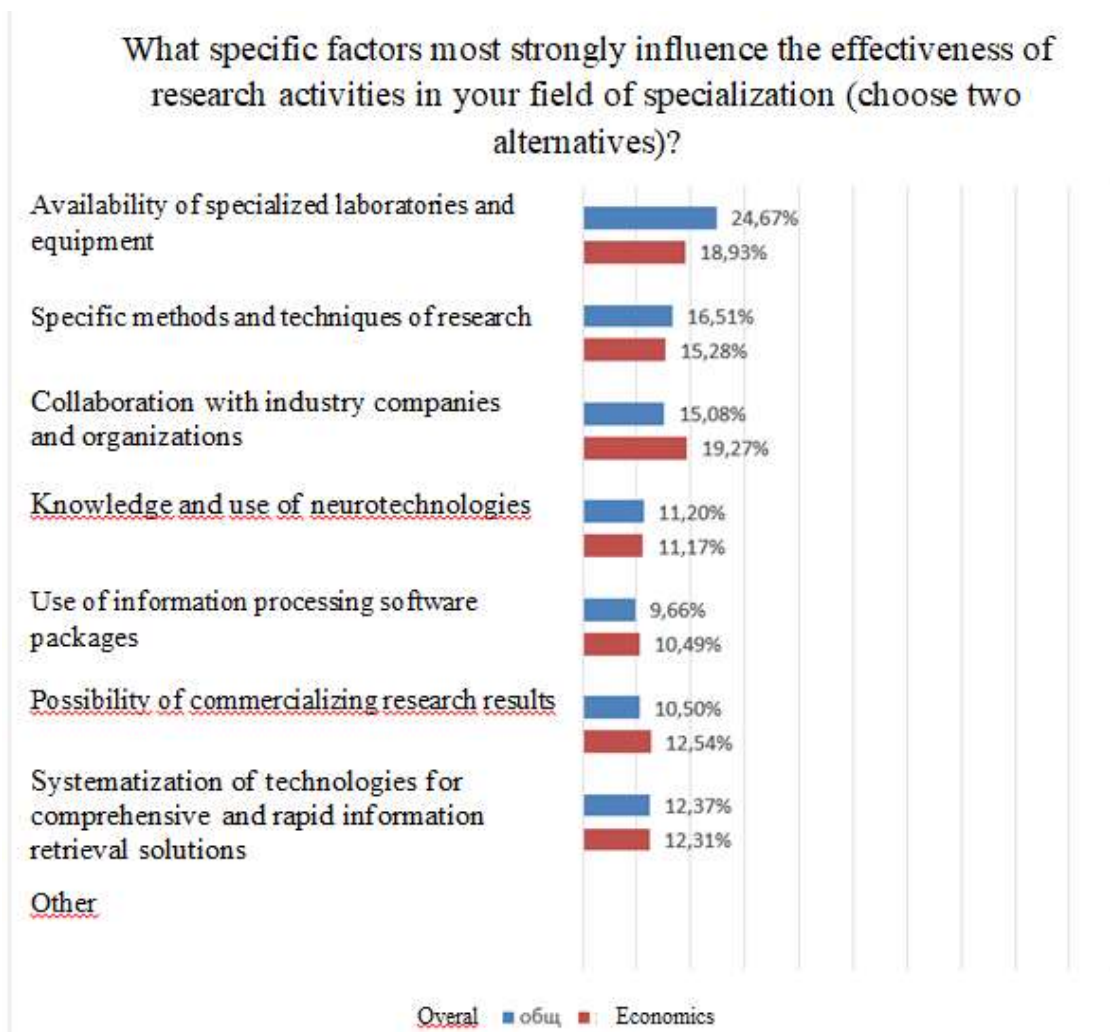 What specific factors most strongly influence the effectiveness of
research activities in your field of specialization (choose two
alternatives)?
Availability of specialized laboratories and
equipment
24,67%
18,93%
Specific methods and techniques of research
16,51%
15,28%
Collaboration with industry companies
and organizations
15,08%
19,27%
Knowledge and use of neurotechnologies
11,20%
11,17%
Use of information processing software
packages
9,66%
10,49%
Possibility of commercializing research results
10,50%
12,54%
Systematization of technologies for
comprehensive and rapid information
retrieval solutions
12,37%
12,31%
Other
Overal общ Economics